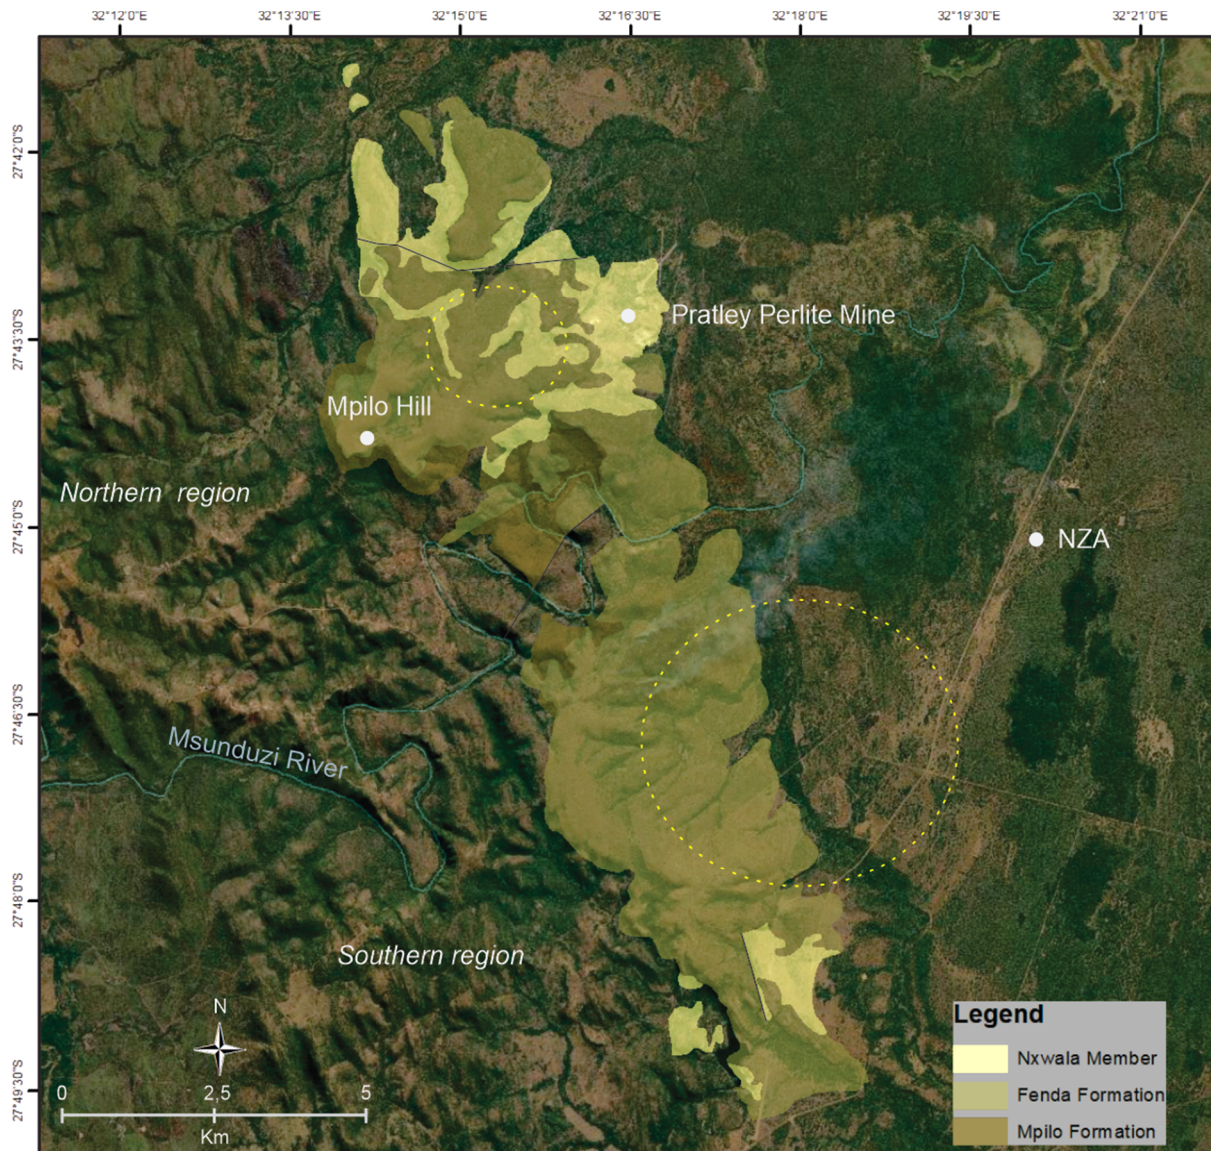 32°12'0"E 32°13'30"E 32°15'0"E 32°16'30"E 32°18'0"E 32°19'30"E 32°21'0"E
27°42'0"S
Pratley Perlite Mine
27°43'30"S
Mpilo Hill
Northern region
27°45'0"S
NZA
27°46'30"S
Msunduzi River
27°48'0"S
Southern region
N
Legend
Nxwala Member
Fenda Formation
Mpilo Formation
27°49'30"S
0 2,5 5
Km